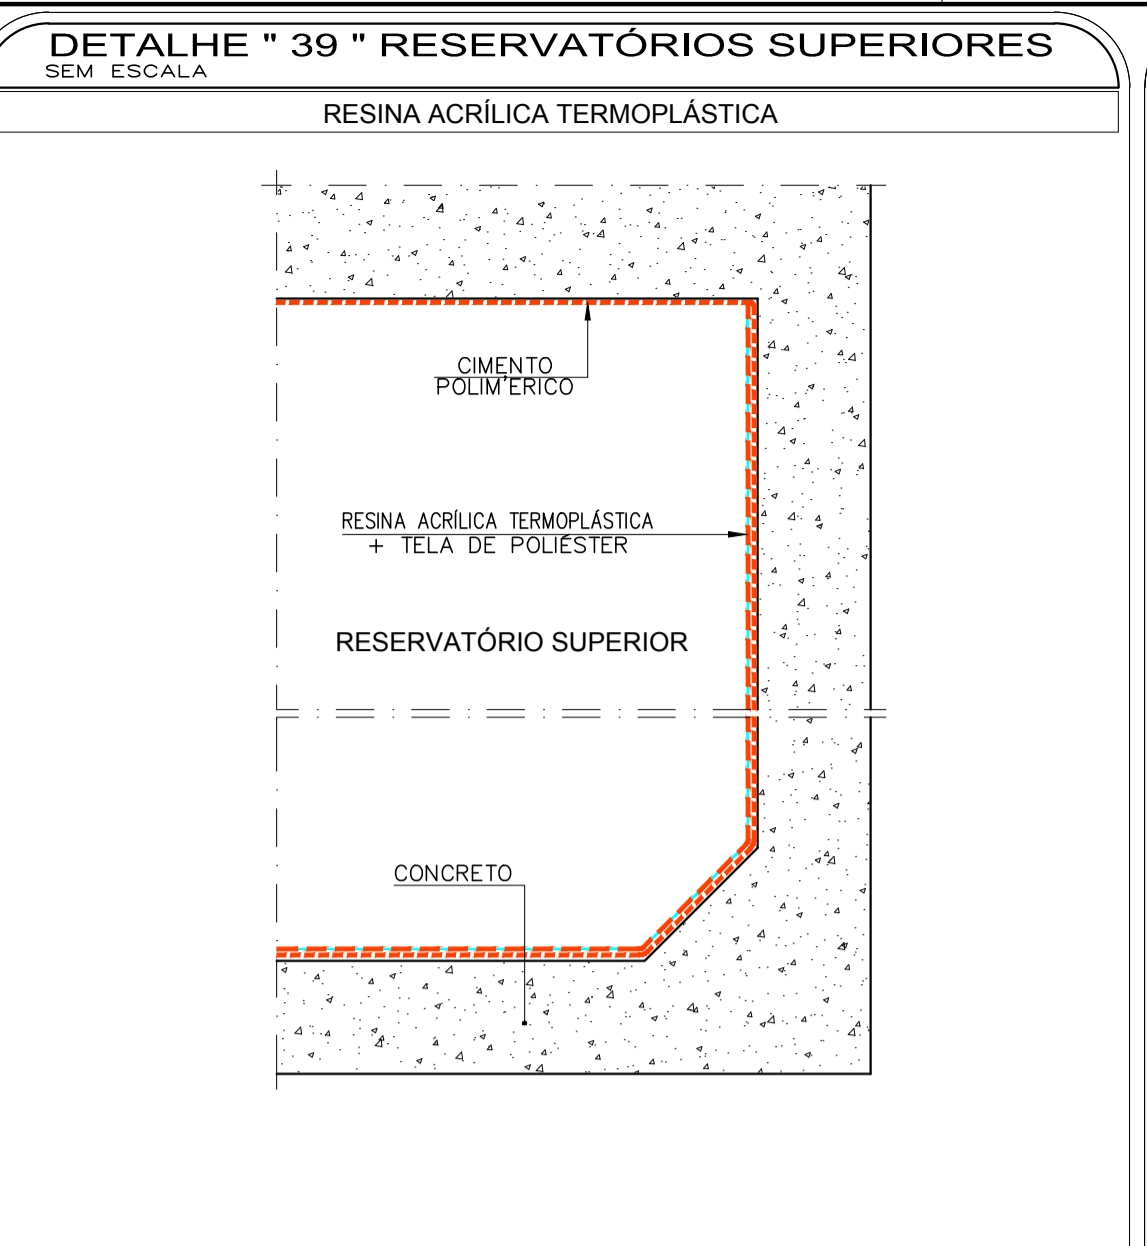 DETALHE " 39 " RESERVATÓRIOS SUPERIORES
SEM ESCALA
RESINA ACRÍLICA TERMOPLÁSTICA
CIMENTO
POLIM'ERICO
RESINA ACRÍLICA TERMOPLÁSTICA
+ TELA DE POLIÉSTER
RESERVATÓRIO SUPERIOR
CONCRETO